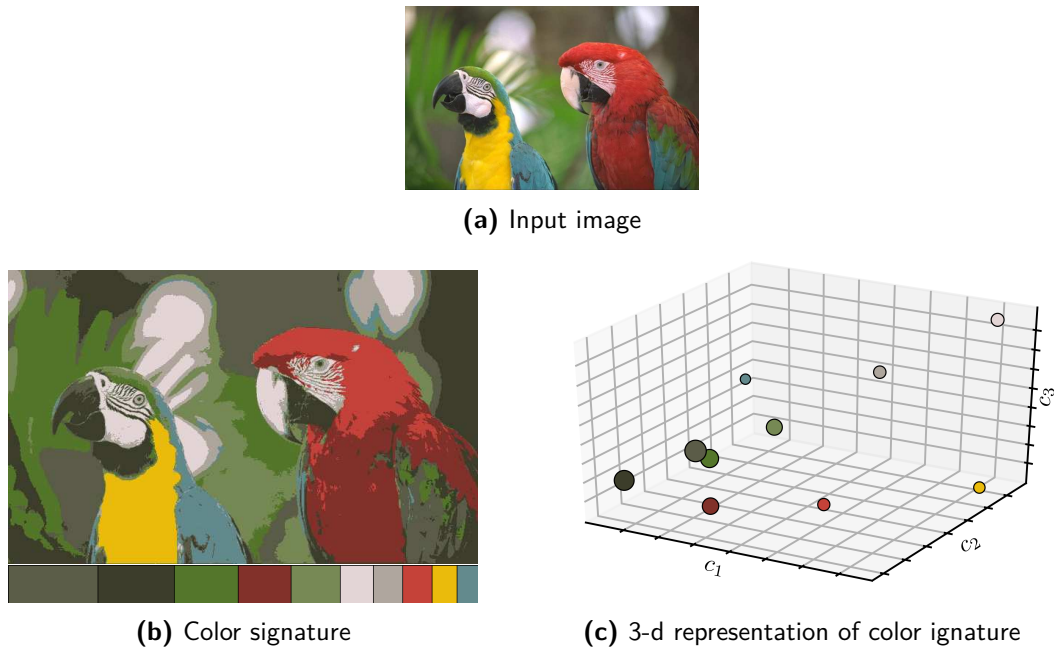 (a) Input image
c3
c2
c1
(b) Color signature
(c) 3-d representation of color ignature